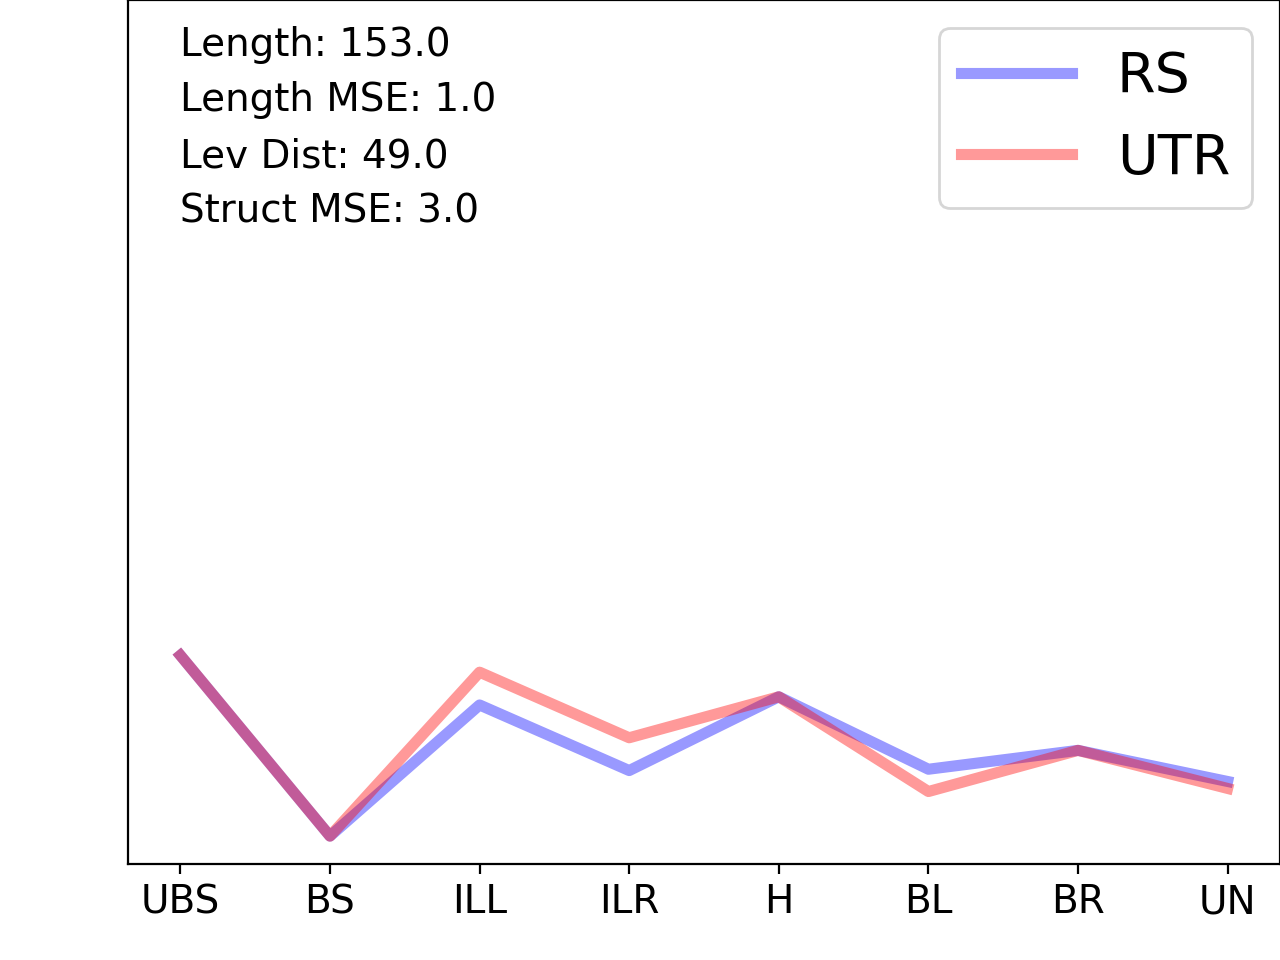 Length: 153.0
Length MSE: 1.0
Lev Dist: 49.0
Struct MSE: 3.0
RS
UTR
UBS BS ILL ILR H BL BR UN